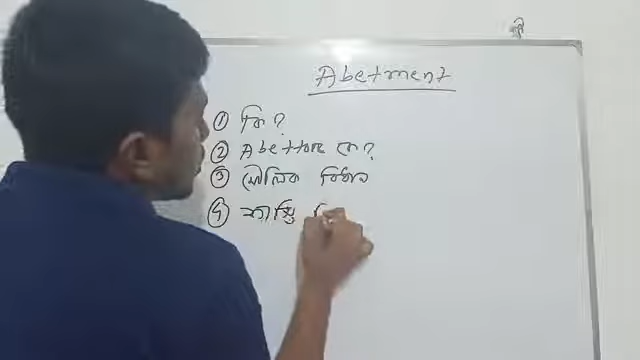 Abetment
① কি?
② Abettor কে?
③ মৌলিক বিধান
④ শাস্তি